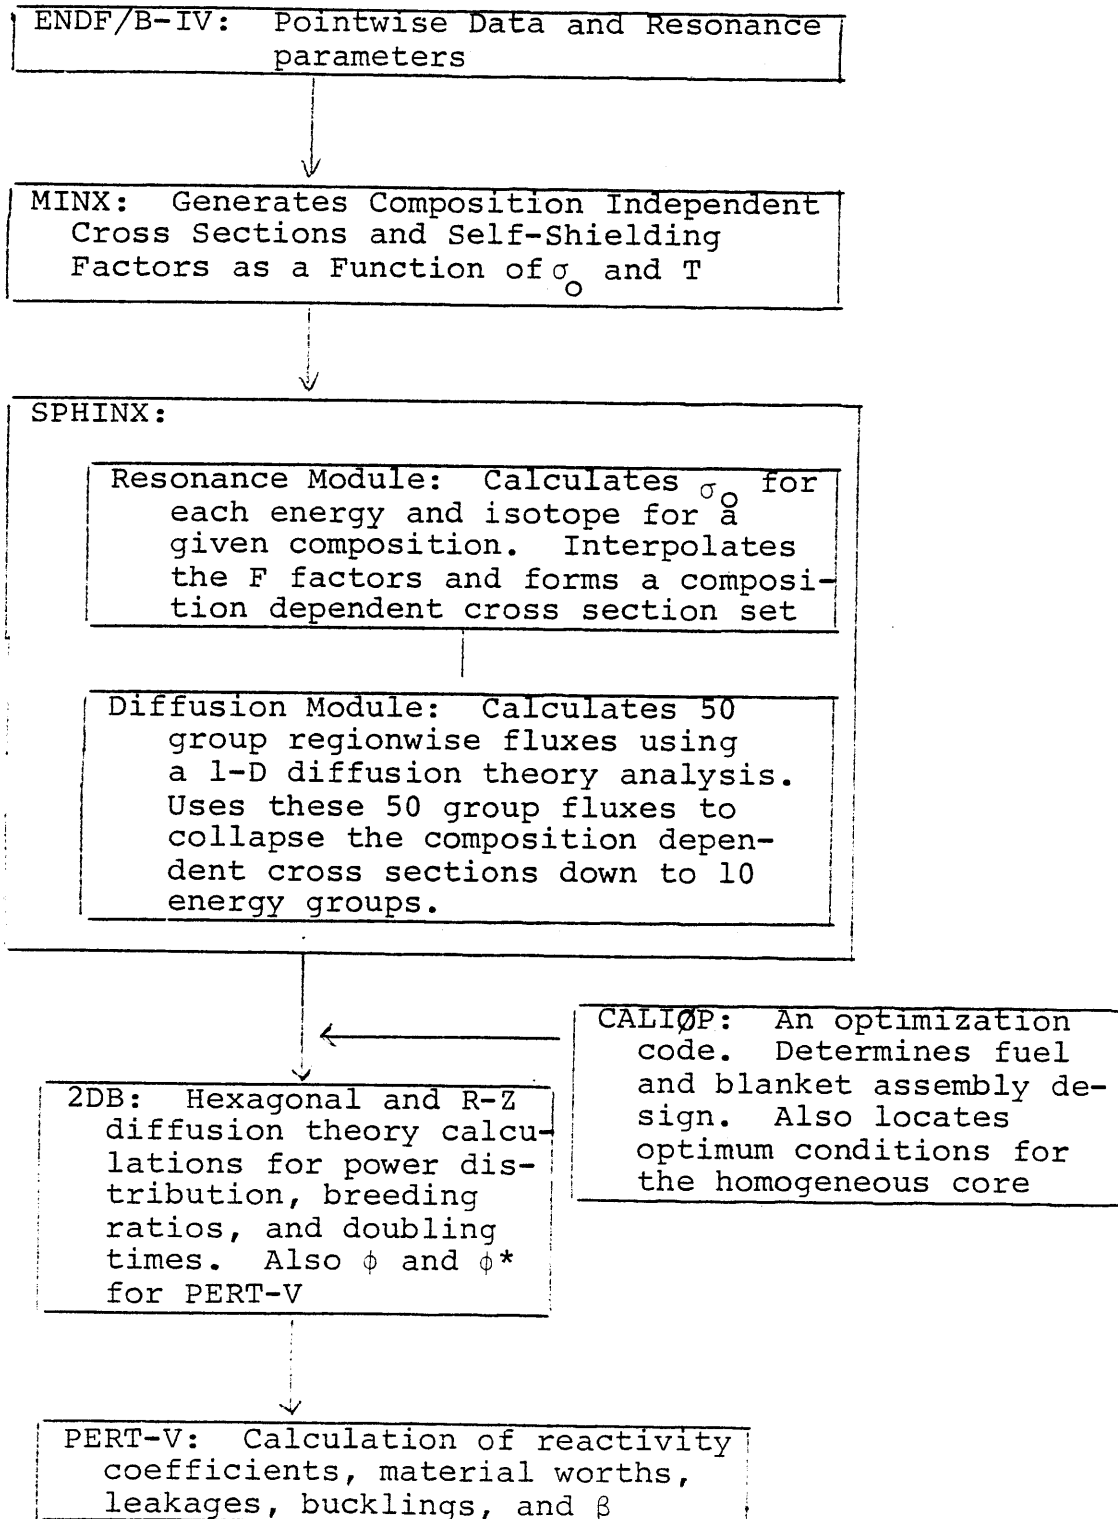 ENDF/B-IV: Pointwise Data and Resonance
parameters
MINX: Generates Composition Independent
Cross Sections and Self-Shielding
Factors as a Function of σo and T
SPHINX:
Resonance Module: Calculates σo for
each energy and isotope for a
given composition. Interpolates
the F factors and forms a composi-
tion dependent cross section set
Diffusion Module: Calculates 50
group regionwise fluxes using
a 1-D diffusion theory analysis.
Uses these 50 group fluxes to
collapse the composition depen-
dent cross sections down to 10
energy groups.
CALIØP: An optimization
code. Determines fuel
and blanket assembly de-
sign. Also locates
optimum conditions for
the homogeneous core
2DB: Hexagonal and R-Z
diffusion theory calcu-
lations for power dis-
tribution, breeding
ratios, and doubling
times. Also ϕ and ϕ*
for PERT-V
PERT-V: Calculation of reactivity
coefficients, material worths,
leakages, bucklings, and β